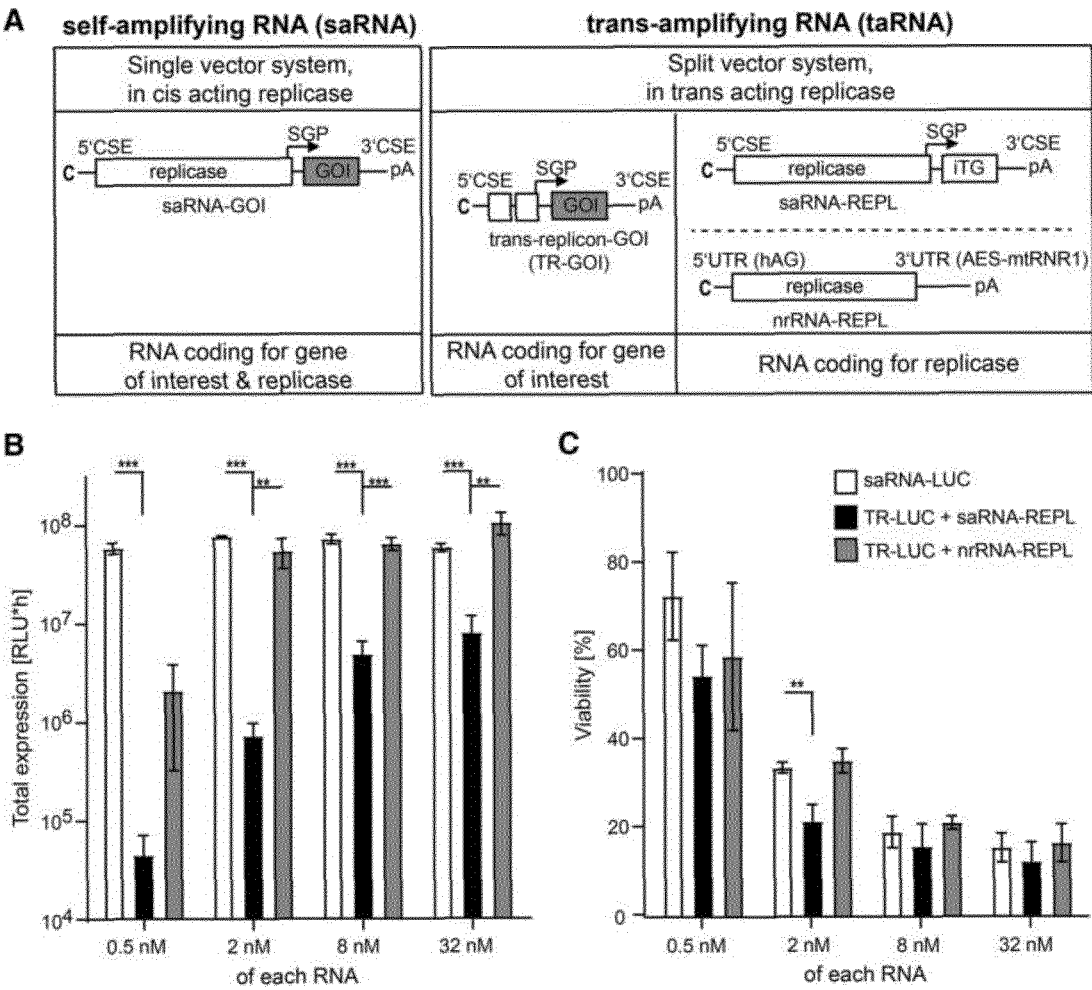 A
self-amplifying RNA (saRNA)
trans-amplifying RNA (taRNA)
Single vector system,
in cis acting replicase
Split vector system,
in trans acting replicase
5'CSE
SGP
3'CSE
C
replicase
GOI
pA
saRNA-GOI
5'CSE
SGP
3'CSE
C
GOI
pA
trans-replicon-GOI
(TR-GOI)
5'CSE
SGP
3'CSE
C
replicase
iTG
pA
saRNA-REPL
5'UTR (hAG)
3'UTR (AES-mtRNR1)
C
replicase
pA
nrRNA-REPL
RNA coding for gene
of interest & replicase
RNA coding for gene
of interest
RNA coding for replicase
B
*** *** ** *** *** *** **
Total expression [RLU*h]
10^8
10^7
10^6
10^5
10^4
0.5 nM 2 nM 8 nM 32 nM
of each RNA
C
saRNA-LUC
TR-LUC + saRNA-REPL
TR-LUC + nrRNA-REPL
**
Viability [%]
100
80
60
40
20
0
0.5 nM 2 nM 8 nM 32 nM
of each RNA